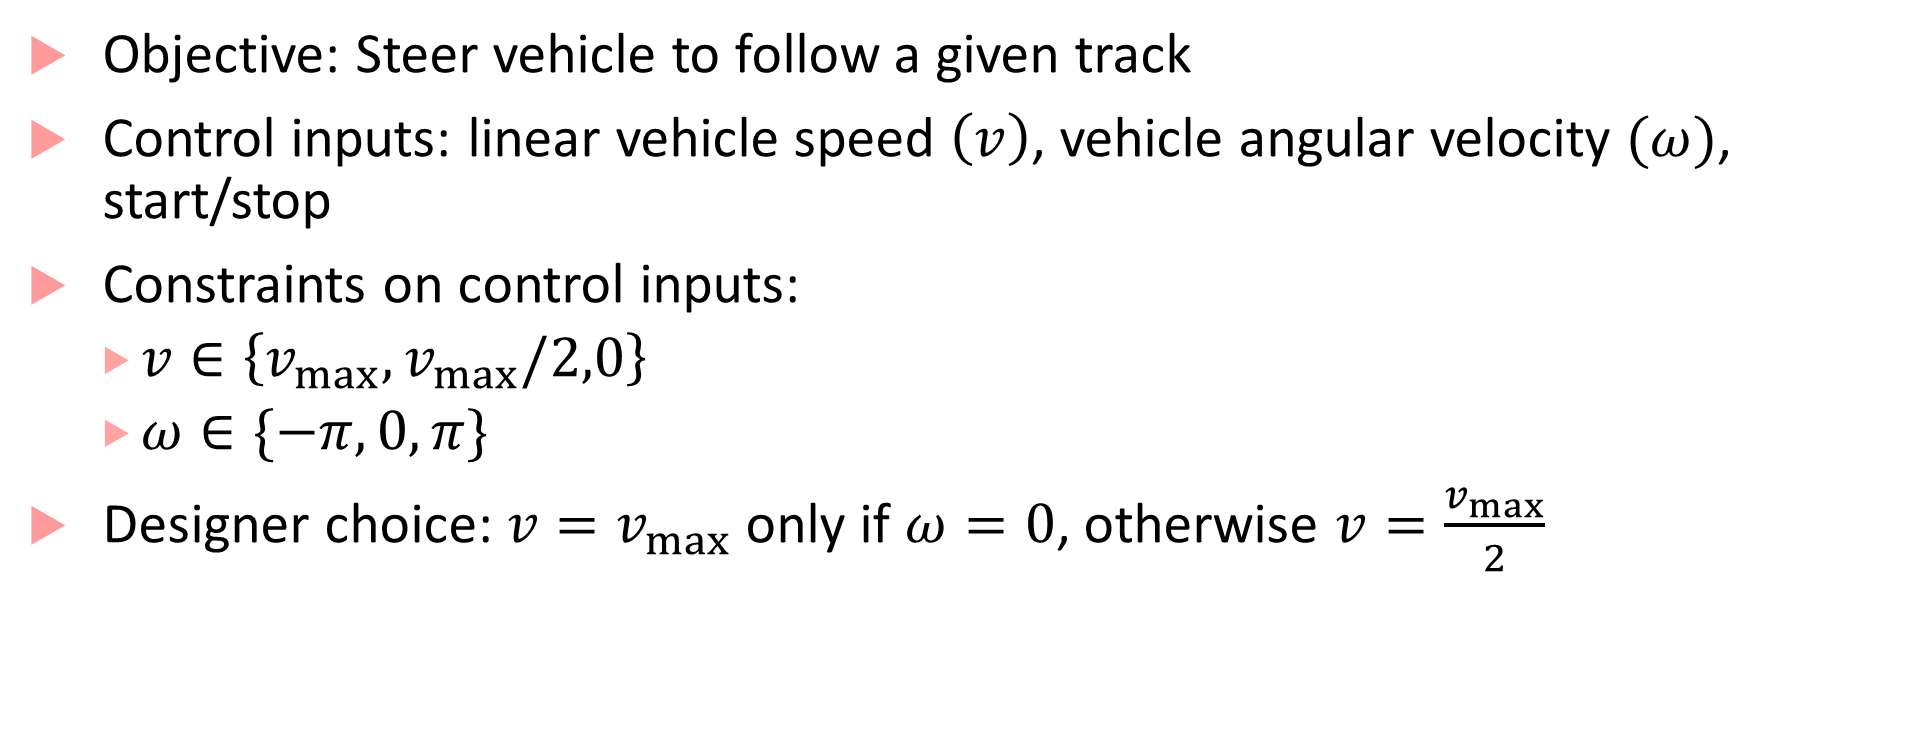 Objective: Steer vehicle to follow a given track
Control inputs: linear vehicle speed (𝑣), vehicle angular velocity (𝜔),
start/stop
Constraints on control inputs:
𝑣 ∈ {𝑣max, 𝑣max/2,0}
𝜔 ∈ {−𝜋, 0, 𝜋}
Designer choice: 𝑣 = 𝑣max only if 𝜔 = 0, otherwise 𝑣 = 𝑣max/2